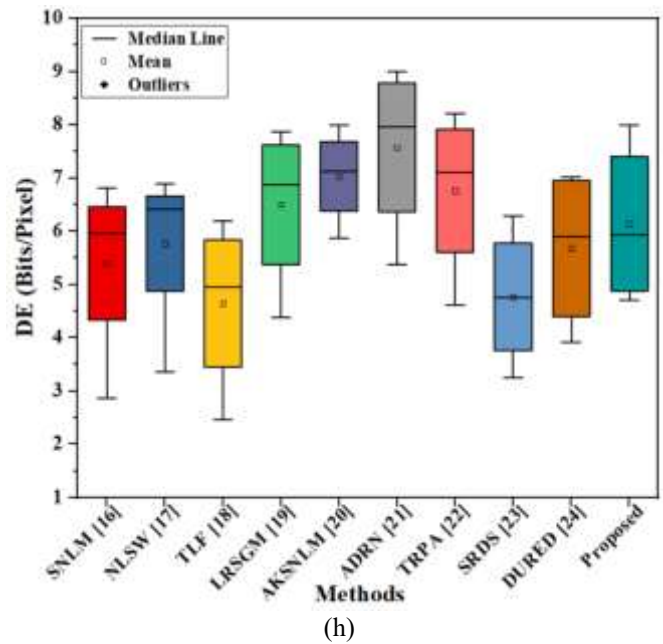 10
9
8
7
6
5
4
3
2
1
DE (Bits/Pixel)
Median Line
Mean
Outliers
SNLM [16]
NLSW [17]
TLF [18]
LRSGM [19]
AKSNLM [20]
ADRN [21]
TRPA [22]
SRDS [23]
DURED [24]
Proposed
Methods
(h)